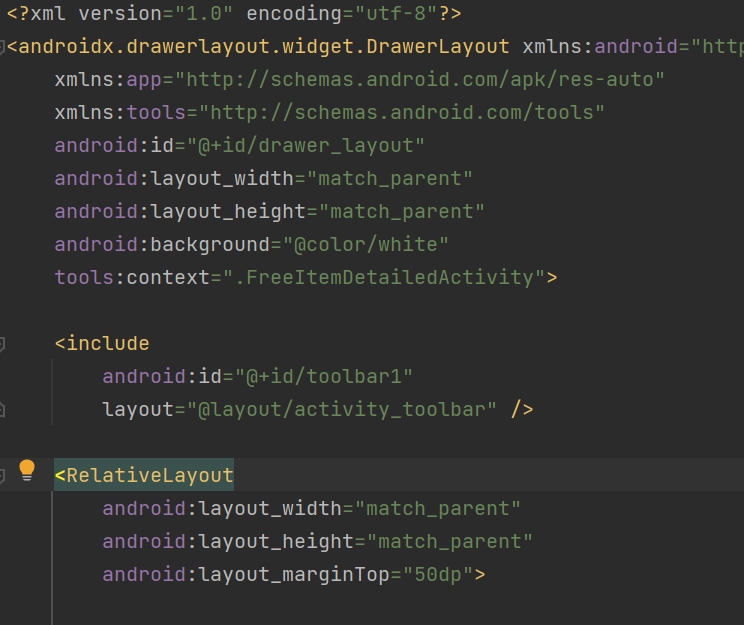 <?xml version="1.0" encoding="utf-8"?>
<androidx.drawerlayout.widget.DrawerLayout xmlns:android="http
xmlns:app="http://schemas.android.com/apk/res-auto"
xmlns:tools="http://schemas.android.com/tools"
android:id="@+id/drawer_layout"
android:layout_width="match_parent"
android:layout_height="match_parent"
android:background="@color/white"
tools:context=".FreeItemDetailedActivity">
<include
android:id="@+id/toolbar1"
layout="@layout/activity_toolbar" />
<RelativeLayout
android:layout_width="match_parent"
android:layout_height="match_parent"
android:layout_marginTop="50dp">